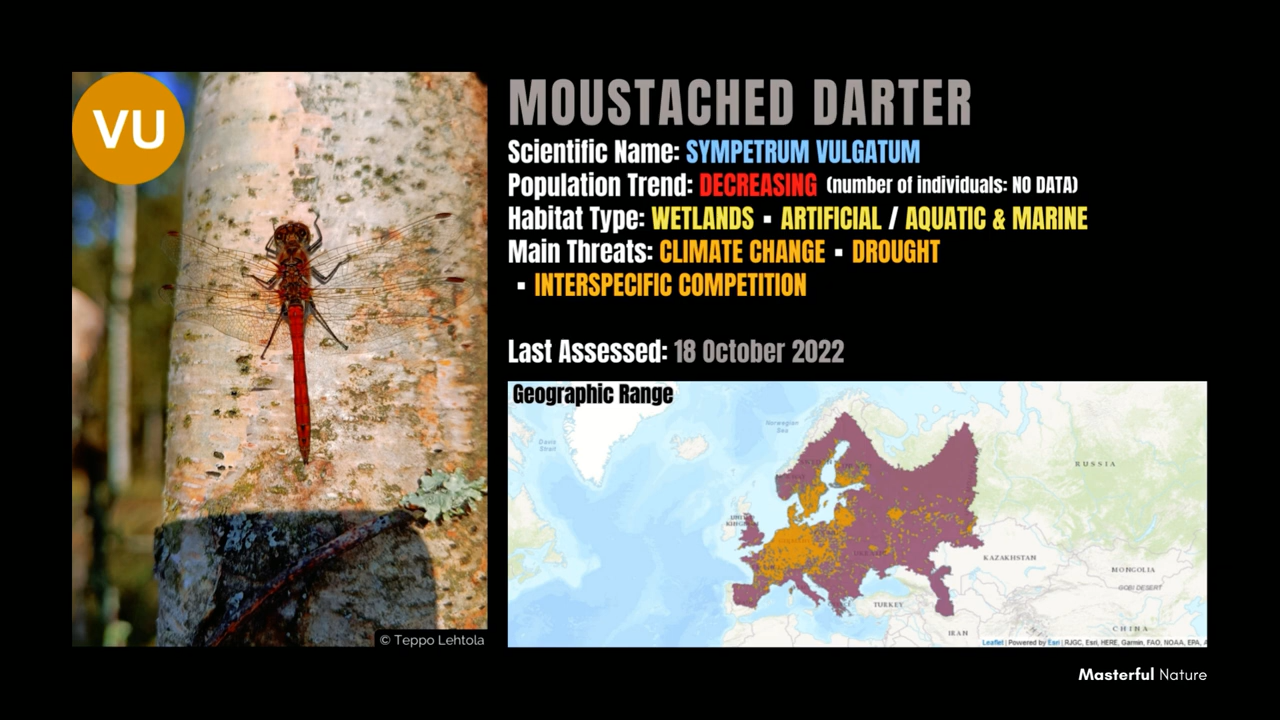 VU
MOUSTACHED DARTER
Scientific Name: SYMPETRUM VULGATUM
Population Trend: DECREASING (number of individuals: NO DATA)
Habitat Type: WETLANDS ▪ ARTIFICIAL / AQUATIC & MARINE
Main Threats: CLIMATE CHANGE ▪ DROUGHT
▪ INTERSPECIFIC COMPETITION
Last Assessed: 18 October 2022
Geographic Range
Norwegian
Sea
RUSSIA
KAZAKHSTAN
MONGOLIA
GOBI DESERT
TURKEY
IRAN
CHINA
Leaflet | Powered by Esri | RJGC, Esri, HERE, Garmin, FAO, NOAA, EPA,
© Teppo Lehtola
Masterful Nature